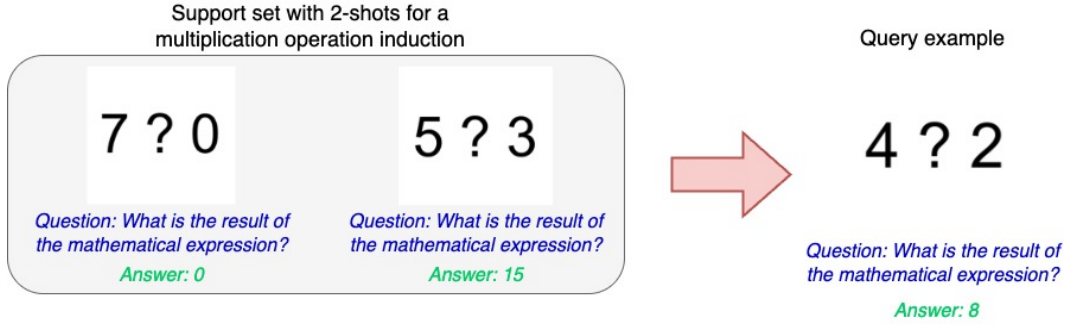 Support set with 2-shots for a
multiplication operation induction
7 ? 0
Question: What is the result of
the mathematical expression?
Answer: 0
5 ? 3
Question: What is the result of
the mathematical expression?
Answer: 15
Query example
4 ? 2
Question: What is the result of
the mathematical expression?
Answer: 8